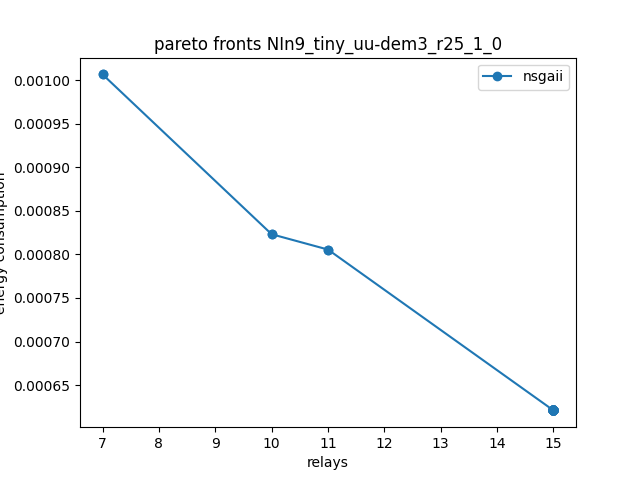 pareto fronts NIn9_tiny_uu-dem3_r25_1_0
nsgaii
0.00100
0.00095
0.00090
0.00085
0.00080
0.00075
0.00070
0.00065
energy consumption
7 8 9 10 11 12 13 14 15
relays